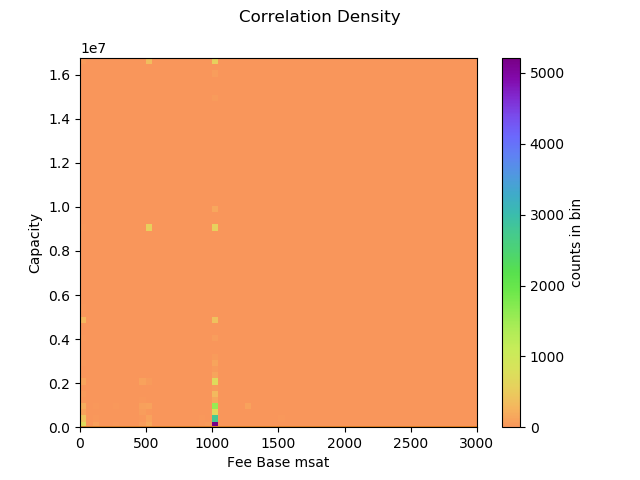 Correlation Density
1e7
1.6
1.4
1.2
1.0
0.8
0.6
0.4
0.2
0.0
Capacity
0 500 1000 1500 2000 2500 3000
Fee Base msat
5000
4000
3000
2000
1000
0
counts in bin